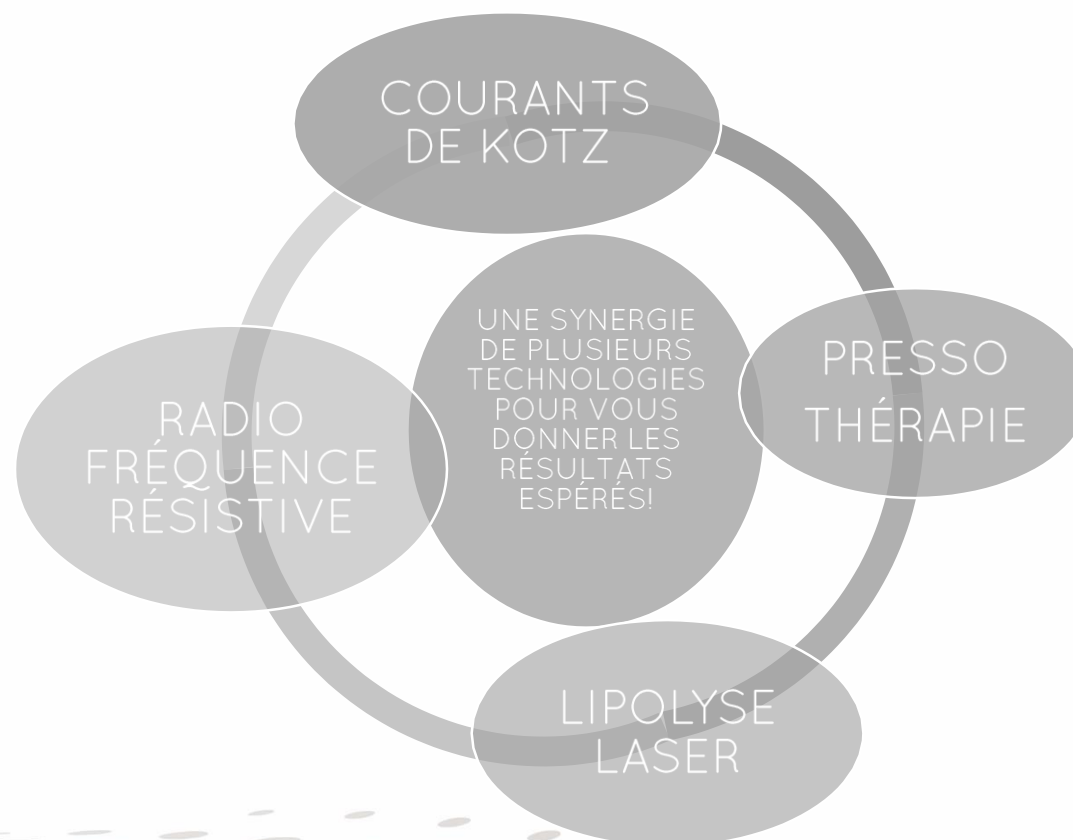 COURANTS
DE KOTZ
UNE SYNERGIE
DE PLUSIEURS
TECHNOLOGIES
POUR VOUS
DONNER LES
RÉSULTATS
ESPÉRÉS!
PRESSO
THÉRAPIE
RADIO
FRÉQUENCE
RÉSISTIVE
LIPOLYSE
LASER